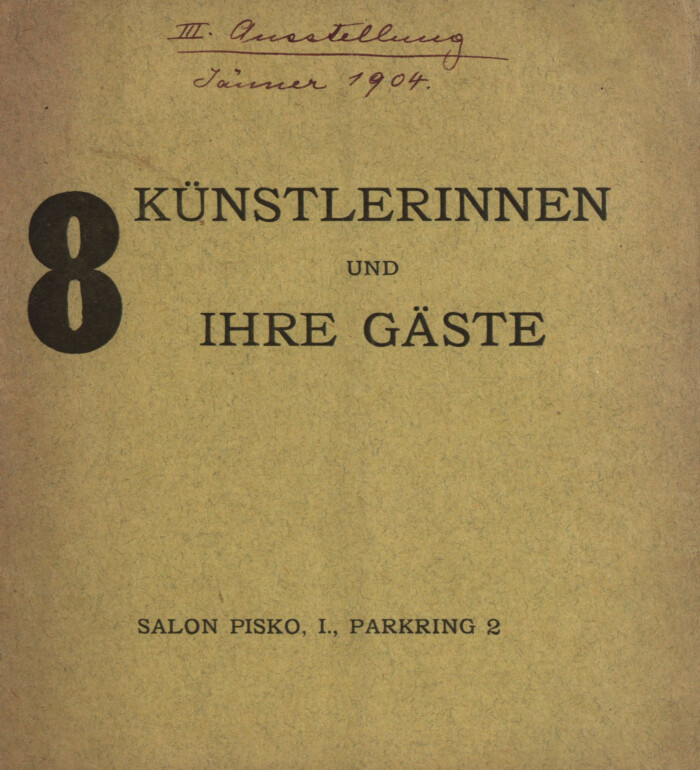 III. Ausstellung
Jänner 1904.
8 KÜNSTLERINNEN
UND
IHRE GÄSTE
SALON PISKO, I., PARKRING 2